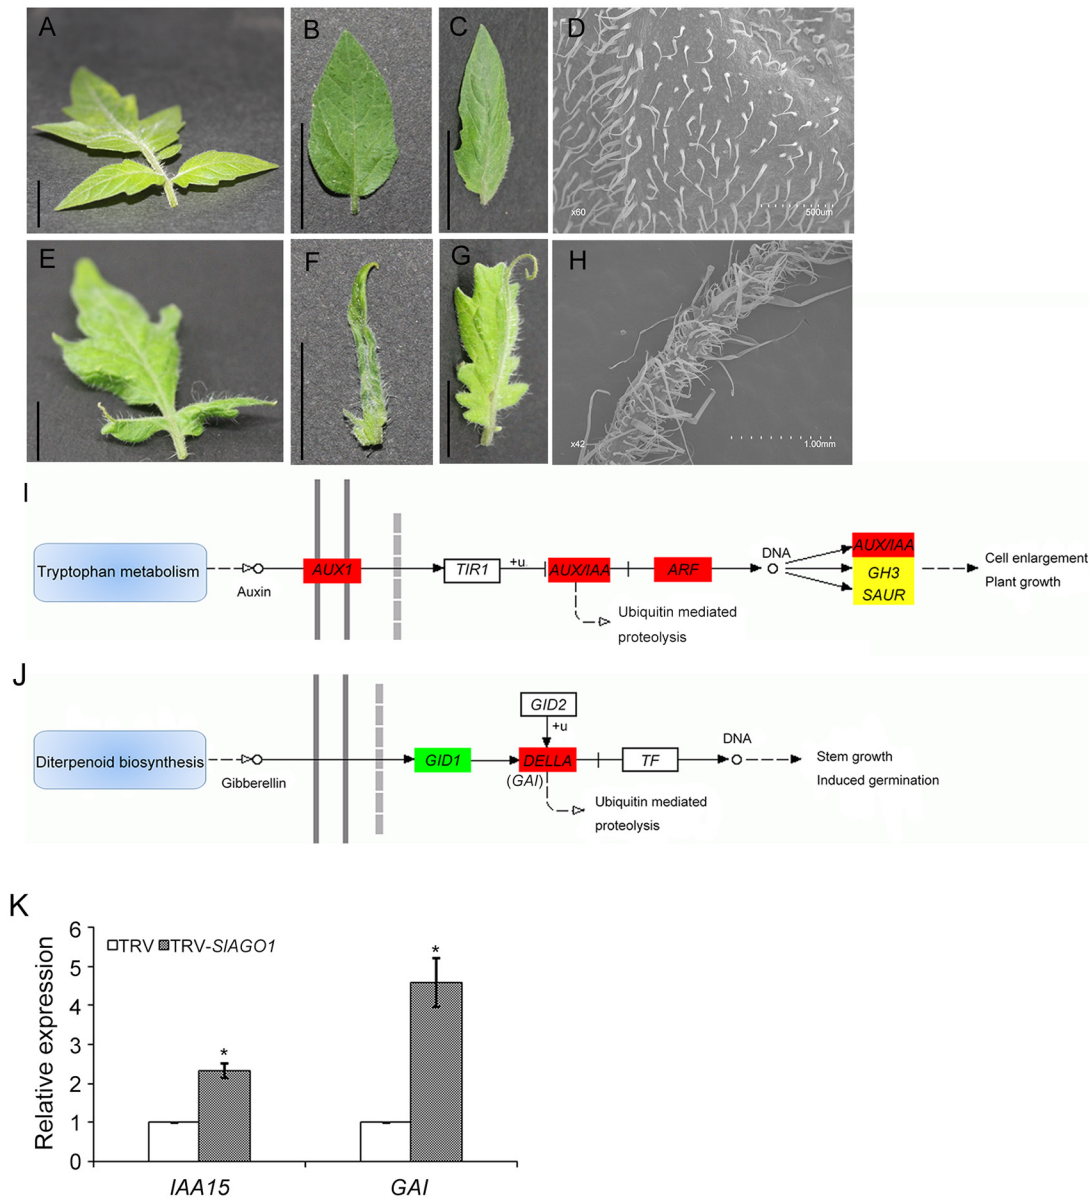 A
B
C
D
x60
500um
E
F
G
H
x42
1.00mm
I
Tryptophan metabolism
Auxin
AUX1
TIR1
+u
AUX/IAA
ARF
DNA
AUX/IAA
GH3
SAUR
Cell enlargement
Plant growth
Ubiquitin mediated
proteolysis
J
Diterpenoid biosynthesis
Gibberellin
GID1
GID2
+u
DELLA
(GAI)
TF
DNA
Stem growth
Induced germination
Ubiquitin mediated
proteolysis
K
Relative expression
6
5
4
3
2
1
0
TRV TRV-SlAGO1
*
*
IAA15
GAI